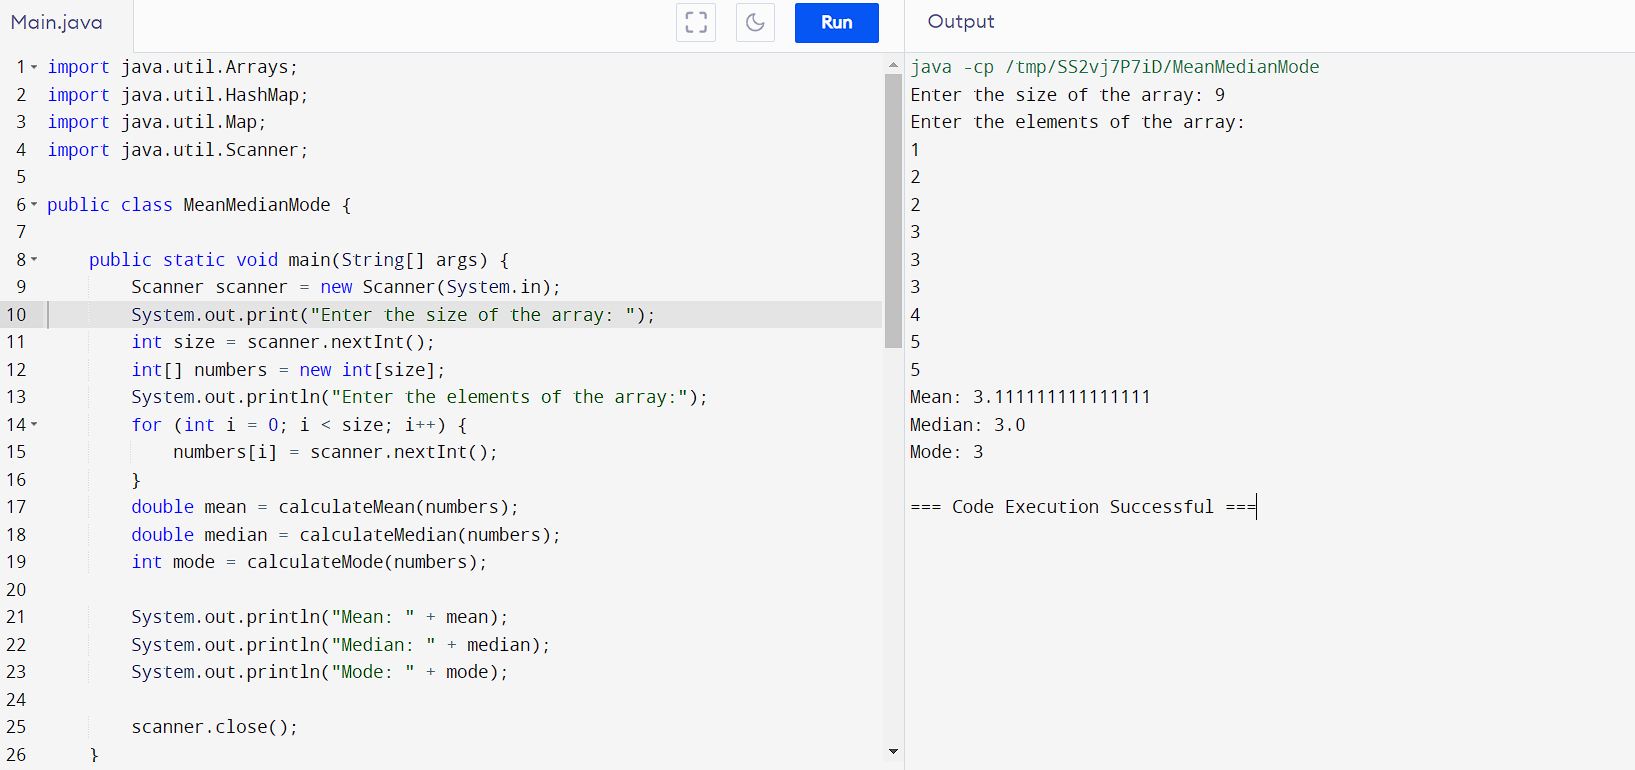 Main.java
Run
Output
1 import java.util.Arrays;
2 import java.util.HashMap;
3 import java.util.Map;
4 import java.util.Scanner;
5
6 public class MeanMedianMode {
7
8     public static void main(String[] args) {
9         Scanner scanner = new Scanner(System.in);
10         System.out.print("Enter the size of the array: ");
11         int size = scanner.nextInt();
12         int[] numbers = new int[size];
13         System.out.println("Enter the elements of the array:");
14         for (int i = 0; i < size; i++) {
15             numbers[i] = scanner.nextInt();
16         }
17         double mean = calculateMean(numbers);
18         double median = calculateMedian(numbers);
19         int mode = calculateMode(numbers);
20
21         System.out.println("Mean: " + mean);
22         System.out.println("Median: " + median);
23         System.out.println("Mode: " + mode);
24
25         scanner.close();
26     }
java -cp /tmp/SS2vj7P7iD/MeanMedianMode
Enter the size of the array: 9
Enter the elements of the array:
1
2
2
3
3
3
4
5
5
Mean: 3.111111111111111
Median: 3.0
Mode: 3
=== Code Execution Successful ===